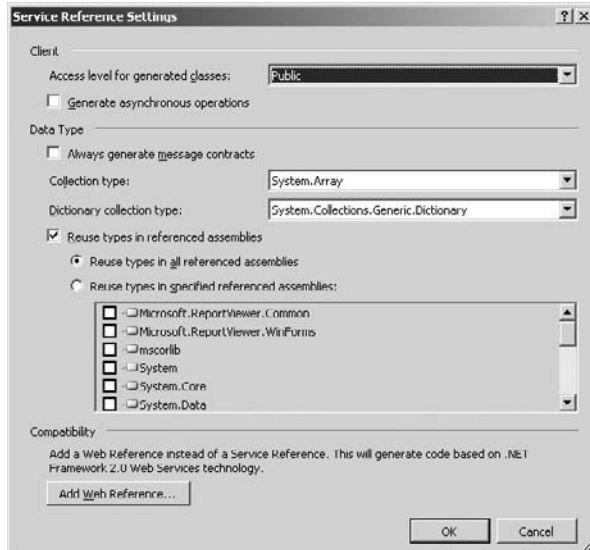 Service Reference Settings
Client
Access level for generated classes: Public
Generate asynchronous operations
Data Type
Always generate message contracts
Collection type: System.Array
Dictionary collection type: System.Collections.Generic.Dictionary
Reuse types in referenced assemblies
Reuse types in all referenced assemblies
Reuse types in specified referenced assemblies:
Microsoft.ReportViewer.Common
Microsoft.ReportViewer.WinForms
mscorlib
System
System.Core
System.Data
Compatibility
Add a Web Reference instead of a Service Reference. This will generate code based on .NET
Framework 2.0 Web Services technology.
Add Web Reference...
OK Cancel